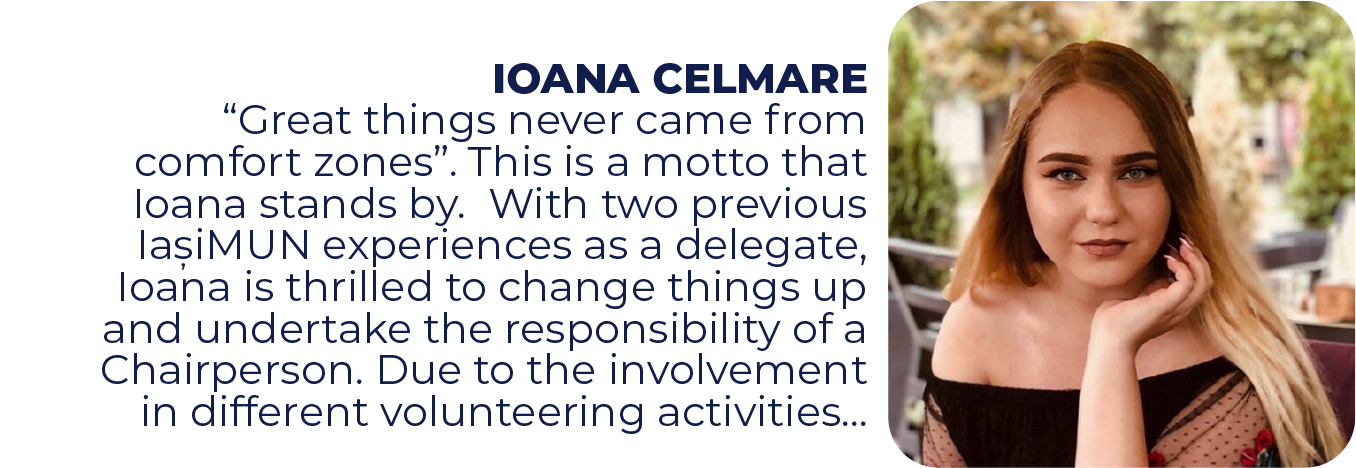 IOANA CELMARE
“Great things never came from
comfort zones”. This is a motto that
Ioana stands by.  With two previous
IașiMUN experiences as a delegate,
Ioana is thrilled to change things up
and undertake the responsibility of a
Chairperson. Due to the involvement
in different volunteering activities...